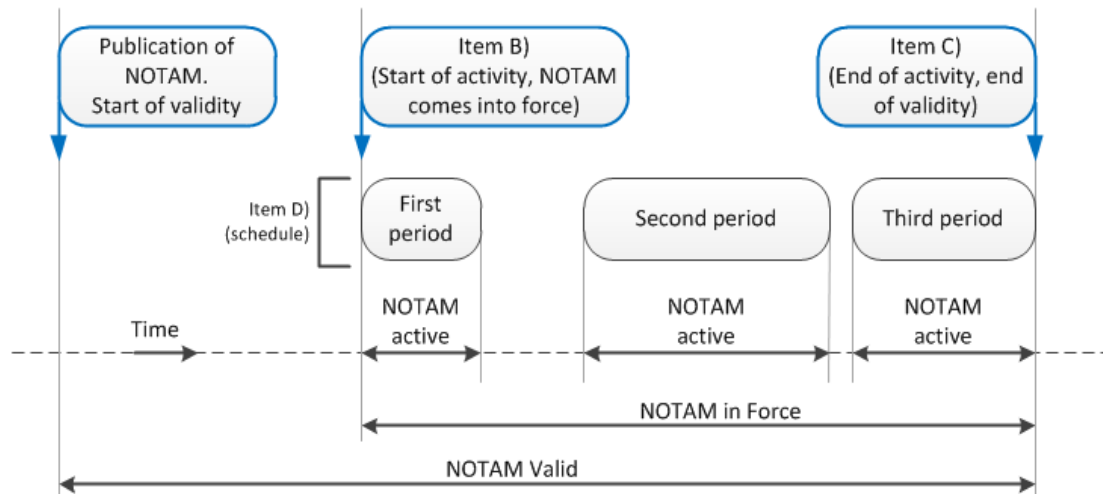 Publication of
NOTAM.
Start of validity
Item B)
(Start of activity, NOTAM
comes into force)
Item C)
(End of activity, end
of validity)
Item D)
(schedule)
First
period
Second period
Third period
Time
NOTAM
active
NOTAM
active
NOTAM
active
NOTAM in Force
NOTAM Valid